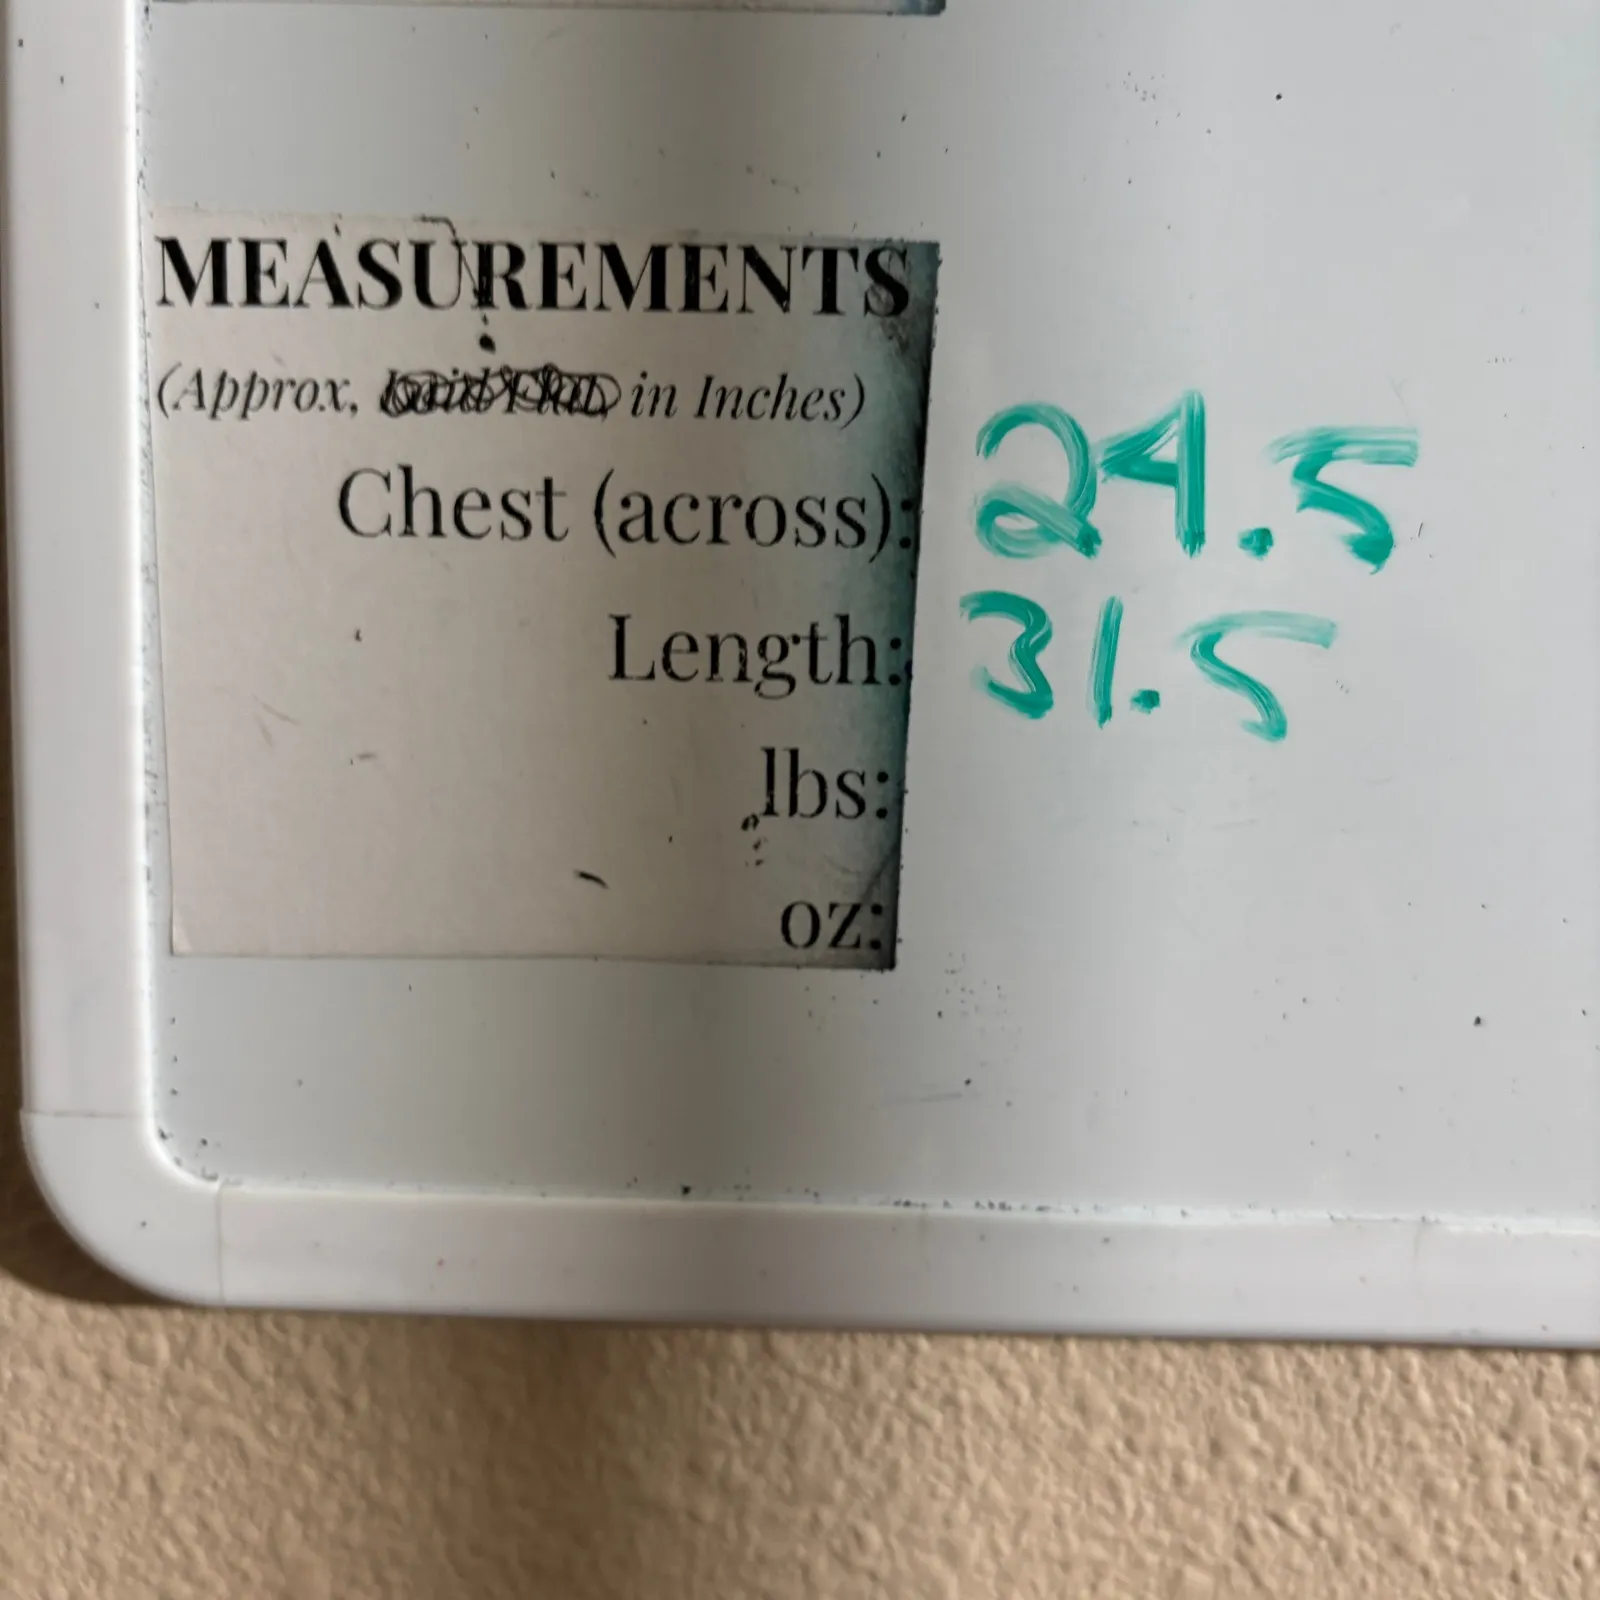 MEASUREMENTS
(Approx, in Inches)
Chest (across): 24.5
Length: 31.5
lbs:
oz: